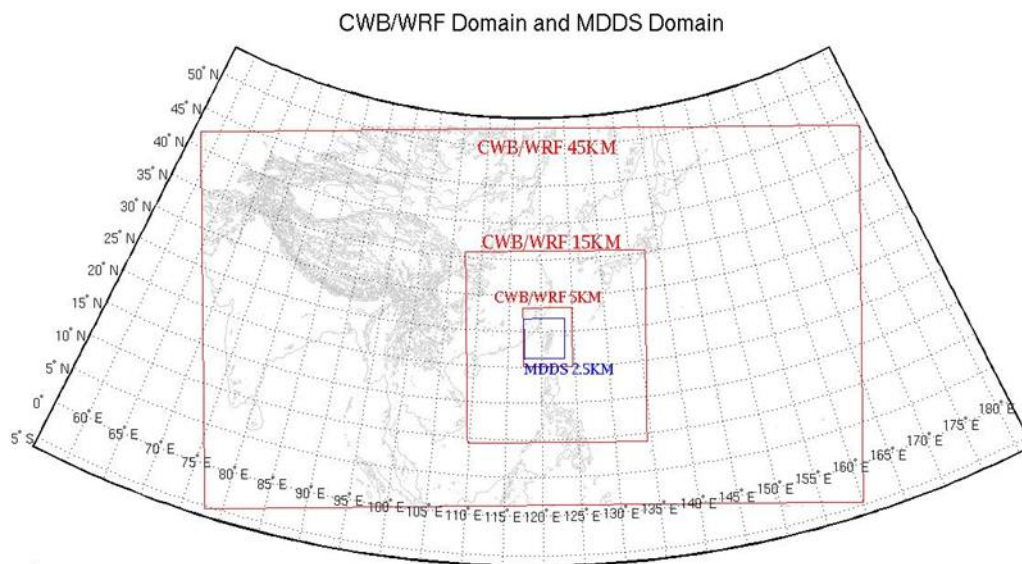 CWB/WRF Domain and MDDS Domain
50° N
45° N
40° N
35° N
30° N
25° N
20° N
15° N
10° N
5° N
0°
5° S
CWB/WRF 45KM
CWB/WRF 15KM
CWB/WRF 5KM
MDDS 2.5KM
60° E
65° E
70° E
75° E
80° E
85° E
90° E
95° E
100° E
105° E
110° E
115° E
120° E
125° E
130° E
135° E
140° E
145° E
150° E
155° E
160° E
165° E
170° E
175° E
180° E